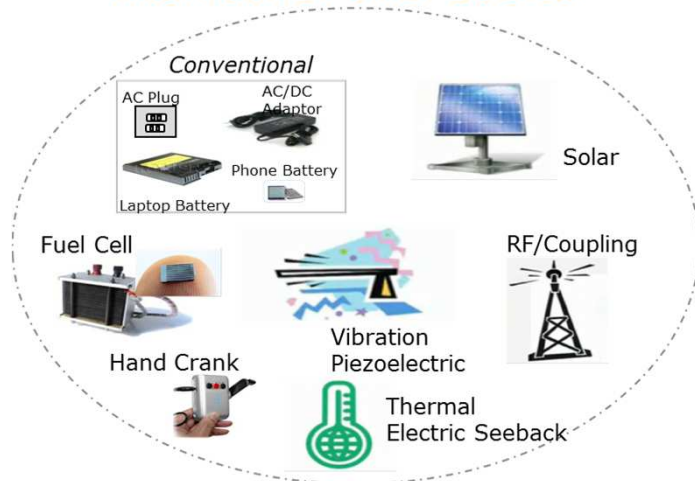 Conventional
AC Plug
AC/DC
Adaptor
Phone Battery
Laptop Battery
Solar
Fuel Cell
RF/Coupling
Vibration
Piezoelectric
Hand Crank
Thermal
Electric Seeback